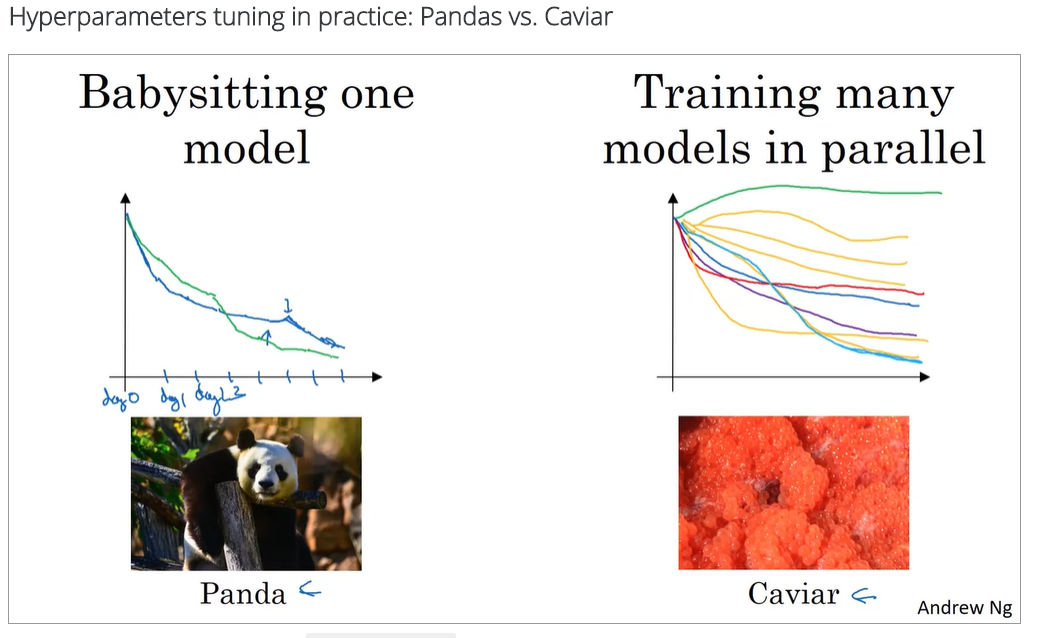 Hyperparameters tuning in practice: Pandas vs. Caviar
Babysitting one
model
Training many
models in parallel
day 0 day 1 day 2 3
Panda
Caviar
Andrew Ng